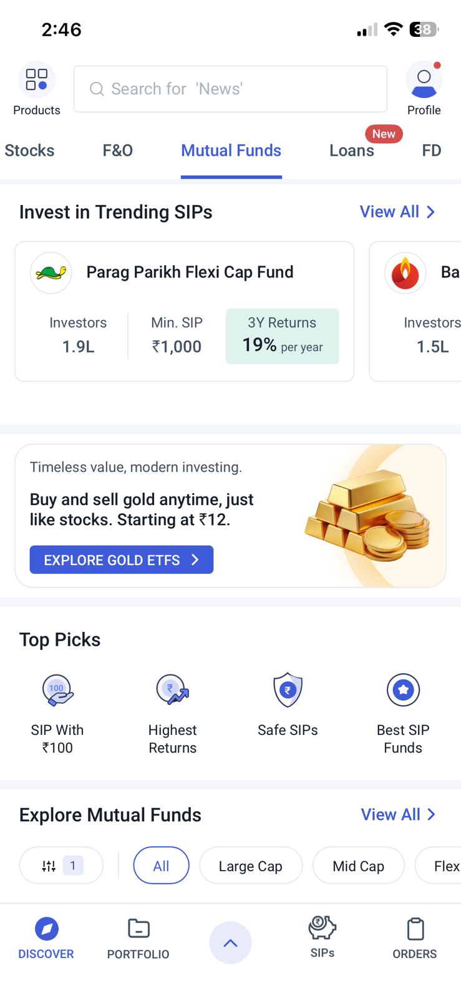 2:46
38
Products
Search for 'News'
Profile
New
Stocks
F&O
Mutual Funds
Loans
FD
Invest in Trending SIPs
View All
Parag Parikh Flexi Cap Fund
Investors
1.9L
Min. SIP
₹1,000
3Y Returns
19% per year
Ba
Investors
1.5L
Timeless value, modern investing.
Buy and sell gold anytime, just
like stocks. Starting at ₹12.
EXPLORE GOLD ETFS
Top Picks
100
₹
₹
SIP With
₹100
Highest
Returns
Safe SIPs
Best SIP
Funds
Explore Mutual Funds
View All
1
All
Large Cap
Mid Cap
Flex
₹
DISCOVER
PORTFOLIO
SIPs
ORDERS